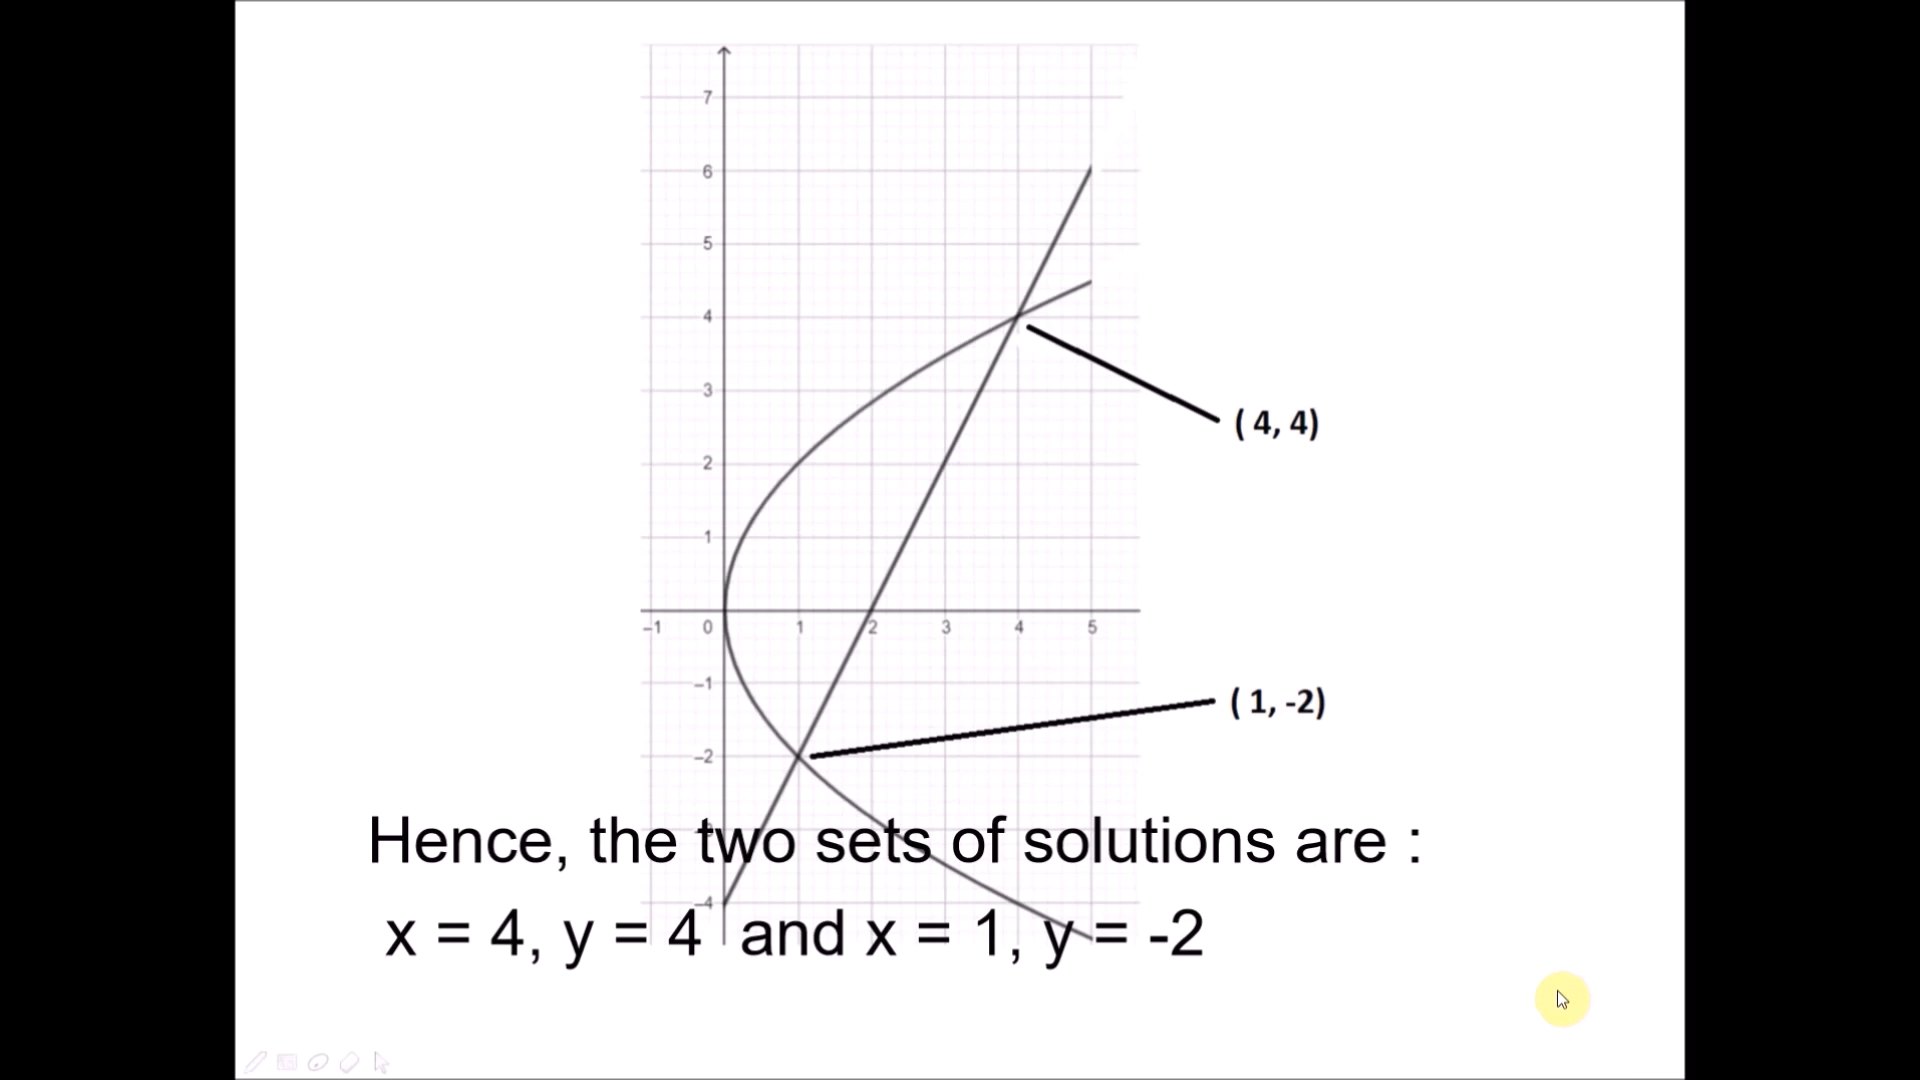 7
6
5
4
( 4, 4)
3
2
1
–1 0 1 2 3 4 5
–1
( 1, -2)
–2
Hence, the two sets of solutions are :
–4
x = 4, y = 4 and x = 1, y = -2